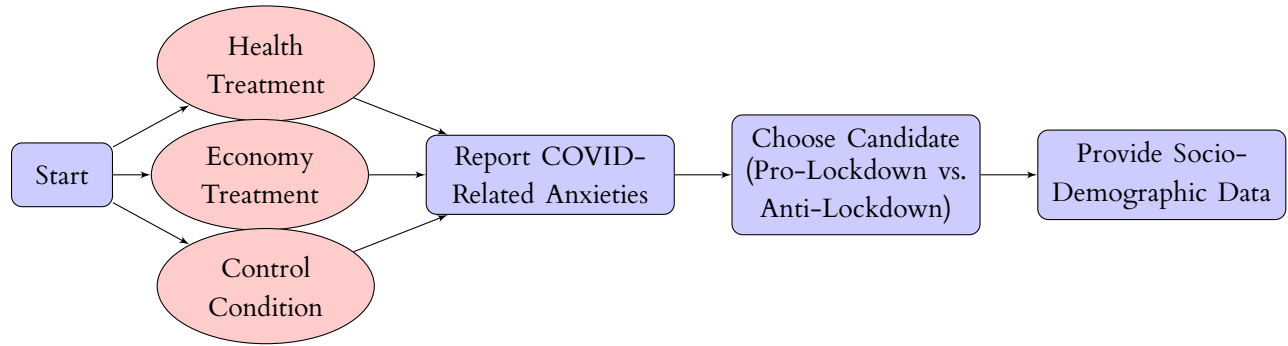 Start
Health
Treatment
Economy
Treatment
Control
Condition
Report COVID-
Related Anxieties
Choose Candidate
(Pro-Lockdown vs.
Anti-Lockdown)
Provide Socio-
Demographic Data